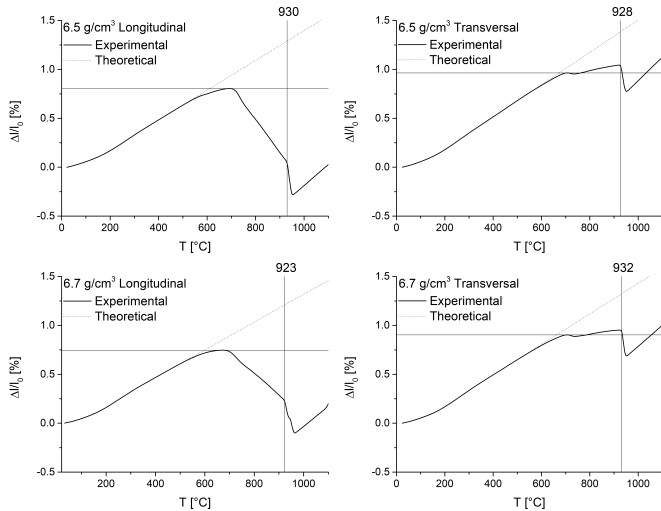 930
6.5 g/cm³ Longitudinal
Experimental
Theoretical
1.5
1.0
0.5
0.0
-0.5
Δl/l₀ [%]
0 200 400 600 800 1000
T [°C]
928
6.5 g/cm³ Transversal
Experimental
Theoretical
1.5
1.0
0.5
0.0
-0.5
Δl/l₀ [%]
0 200 400 600 800 1000
T [°C]
923
6.7 g/cm³ Longitudinal
Experimental
Theoretical
1.5
1.0
0.5
0.0
-0.5
Δl/l₀ [%]
200 400 600 800 1000
T [°C]
932
6.7 g/cm³ Transversal
Experimental
Theoretical
1.5
1.0
0.5
0.0
-0.5
Δl/l₀ [%]
0 200 400 600 800 1000
T [°C]